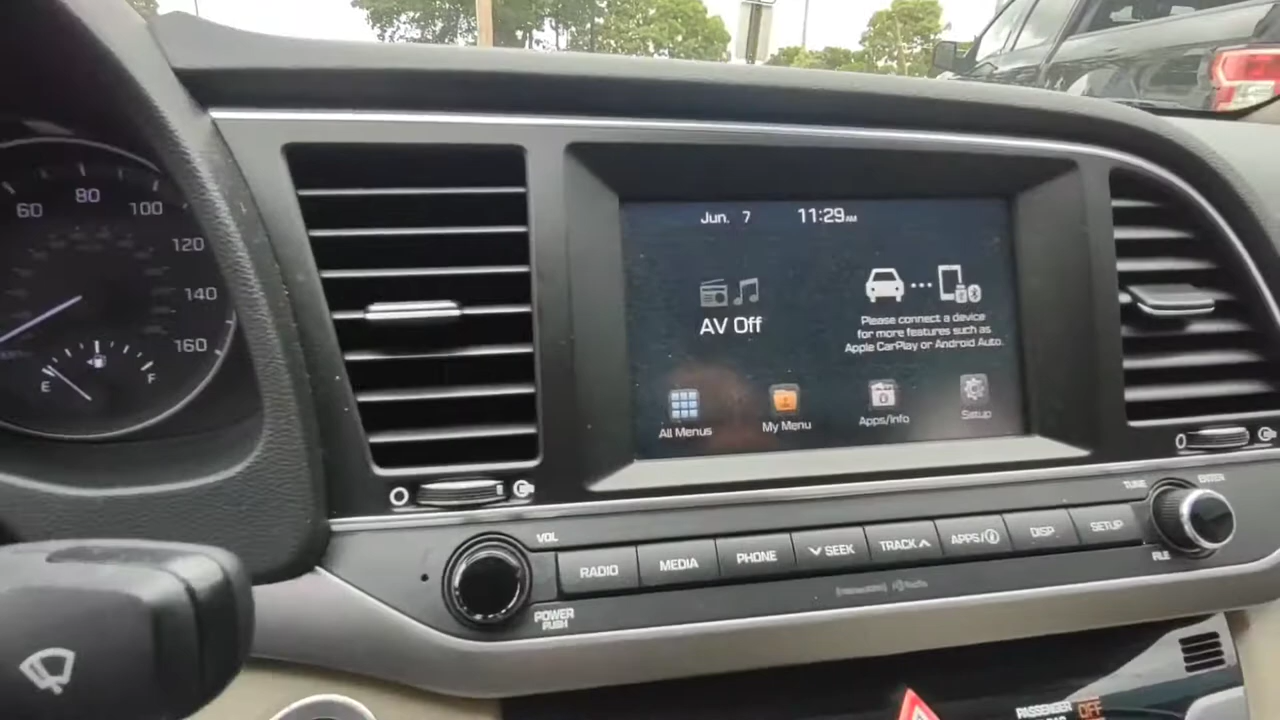 60
80
100
120
140
160
E
F
Jun. 7
11:29AM
AV Off
Please connect a device
for more features such as
Apple CarPlay or Android Auto.
All Menus
My Menu
Apps/Info
Setup
VOL
POWER
PUSH
RADIO
MEDIA
PHONE
SEEK
TRACK
APPS/i
DISP
SETUP
TUNE
ENTER
FILE
PASSENGER
OFF